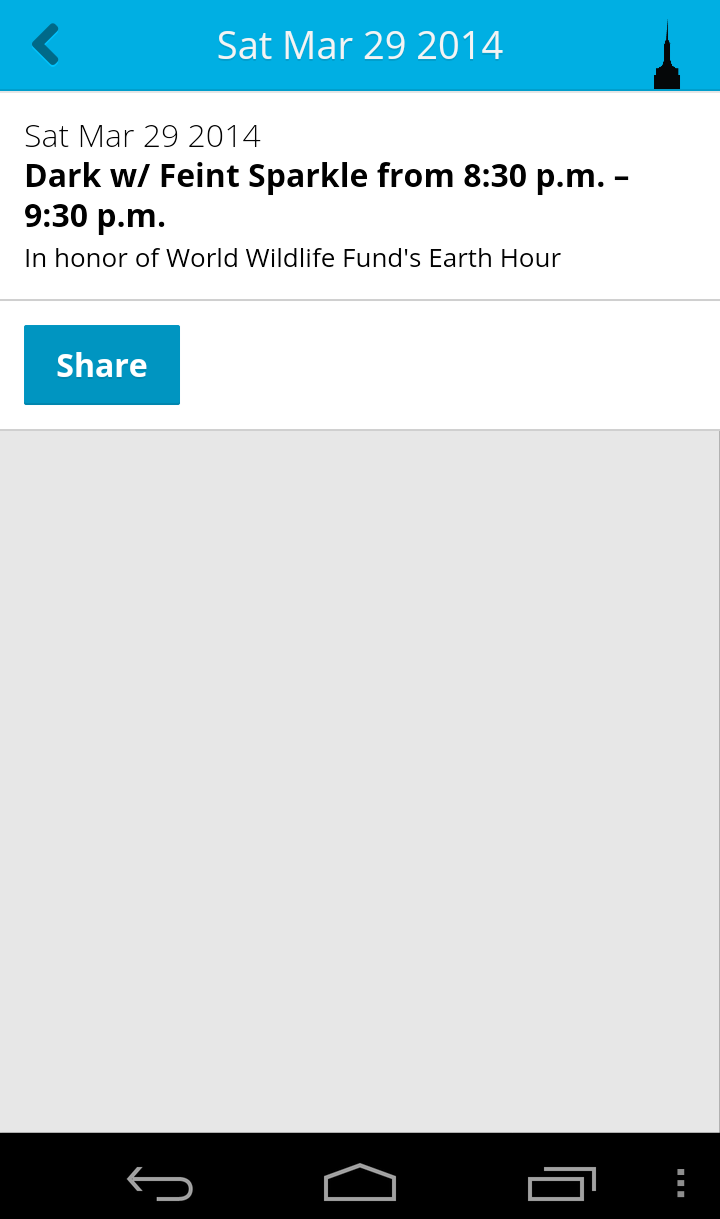 Sat Mar 29 2014
Sat Mar 29 2014
Dark w/ Feint Sparkle from 8:30 p.m. –
9:30 p.m.
In honor of World Wildlife Fund's Earth Hour
Share